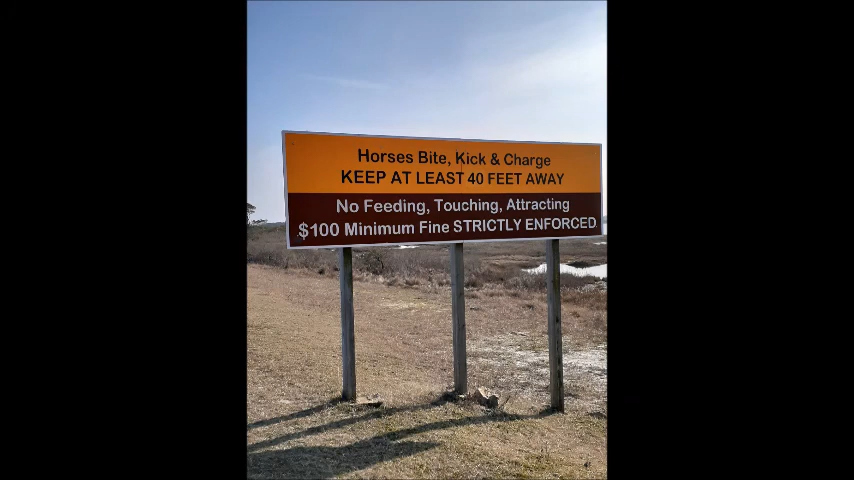 Horses Bite, Kick & Charge
KEEP AT LEAST 40 FEET AWAY
No Feeding, Touching, Attracting
$100 Minimum Fine STRICTLY ENFORCED